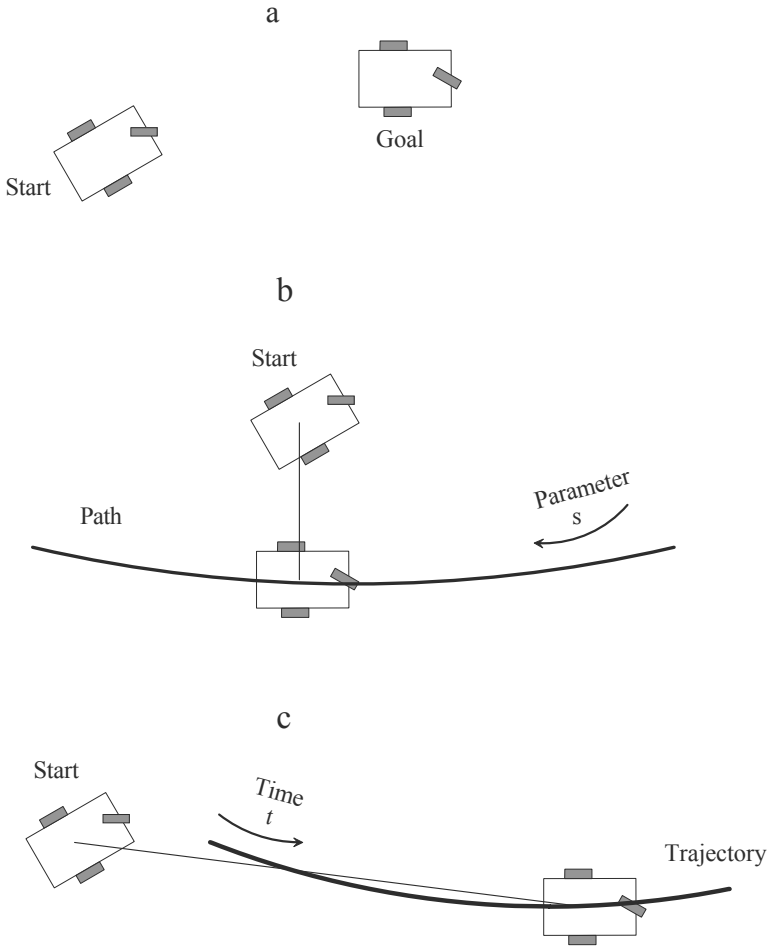 a
Goal
Start
b
Start
Parameter
s
Path
c
Start
Time
t
Trajectory